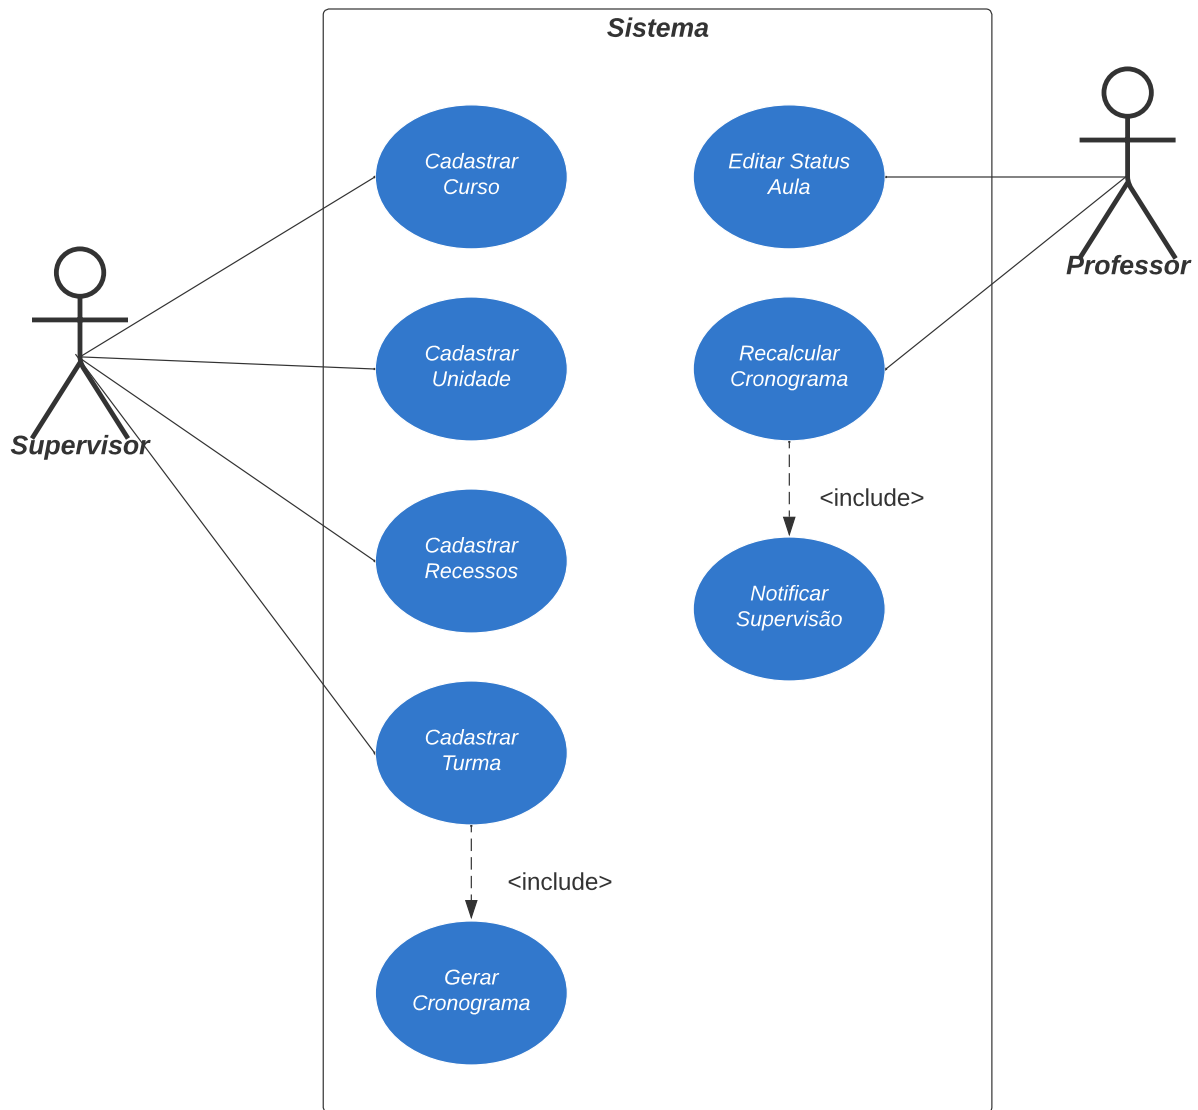 Sistema
Cadastrar
Curso
Editar Status
Aula
Professor
Cadastrar
Unidade
Recalcular
Cronograma
Supervisor
<include>
Cadastrar
Recessos
Notificar
Supervisão
Cadastrar
Turma
<include>
Gerar
Cronograma